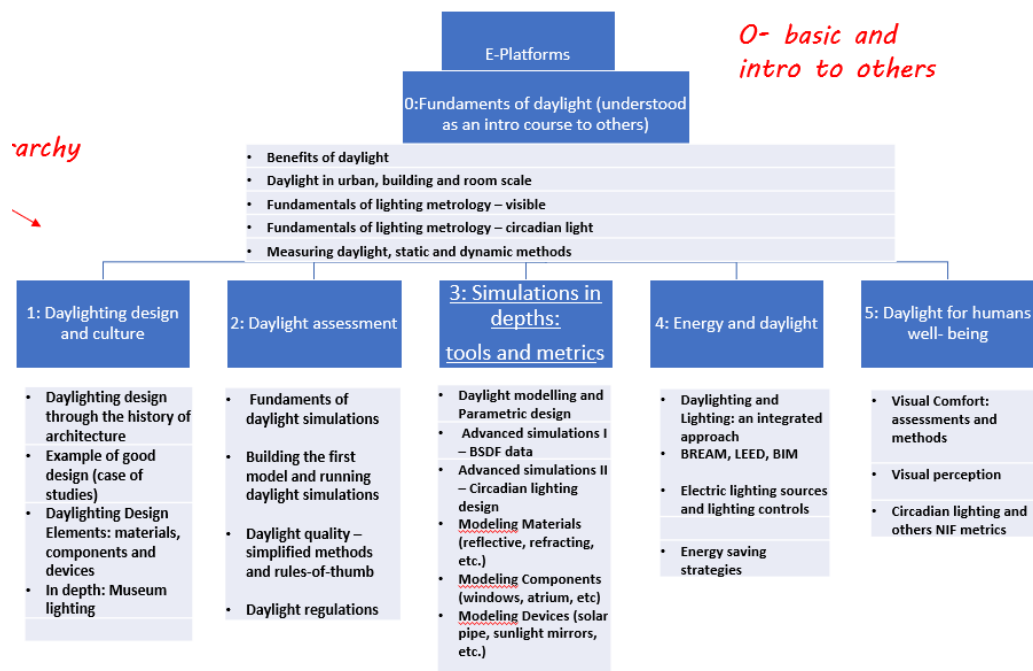 E-Platforms
O- basic and
intro to others
0:Fundaments of daylight (understood
as an intro course to others)
rarchy
• Benefits of daylight
• Daylight in urban, building and room scale
• Fundamentals of lighting metrology – visible
• Fundamentals of lighting metrology – circadian light
• Measuring daylight, static and dynamic methods
1: Daylighting design
and culture
• Daylighting design
through the history of
architecture
• Example of good
design (case of
studies)
• Daylighting Design
Elements: materials,
components and
devices
• In depth: Museum
lighting
2: Daylight assessment
• Fundaments of
daylight simulations
• Building the first
model and running
daylight simulations
• Daylight quality –
simplified methods
and rules-of-thumb
• Daylight regulations
3: Simulations in
depths:
tools and metrics
• Daylight modelling and
Parametric design
• Advanced simulations I
– BSDF data
• Advanced simulations II
– Circadian lighting
design
• Modeling Materials
(reflective, refracting,
etc.)
• Modeling Components
(windows, atrium, etc)
• Modeling Devices (solar
pipe, sunlight mirrors,
etc.)
4: Energy and daylight
• Daylighting and
Lighting: an integrated
approach
• BREAM, LEED, BIM
• Electric lighting sources
and lighting controls
• Energy saving
strategies
5: Daylight for humans
well- being
• Visual Comfort:
assessments and
methods
• Visual perception
• Circadian lighting and
others NIF metrics